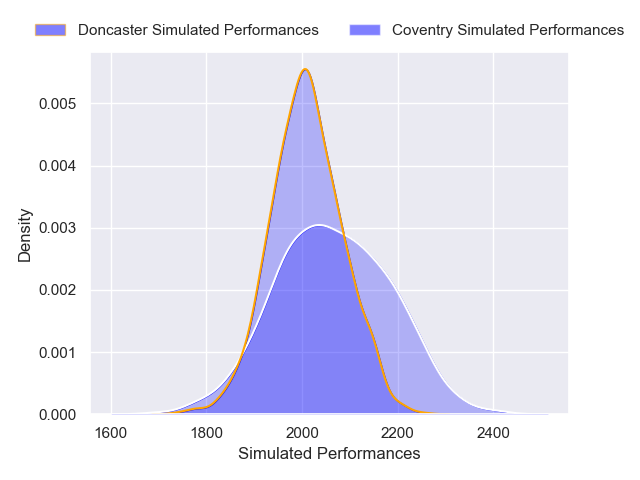 Doncaster Simulated Performances Coventry Simulated Performances
0.005
0.004
0.003
0.002
0.001
0.000
Density
1600 1800 2000 2200 2400
Simulated Performances